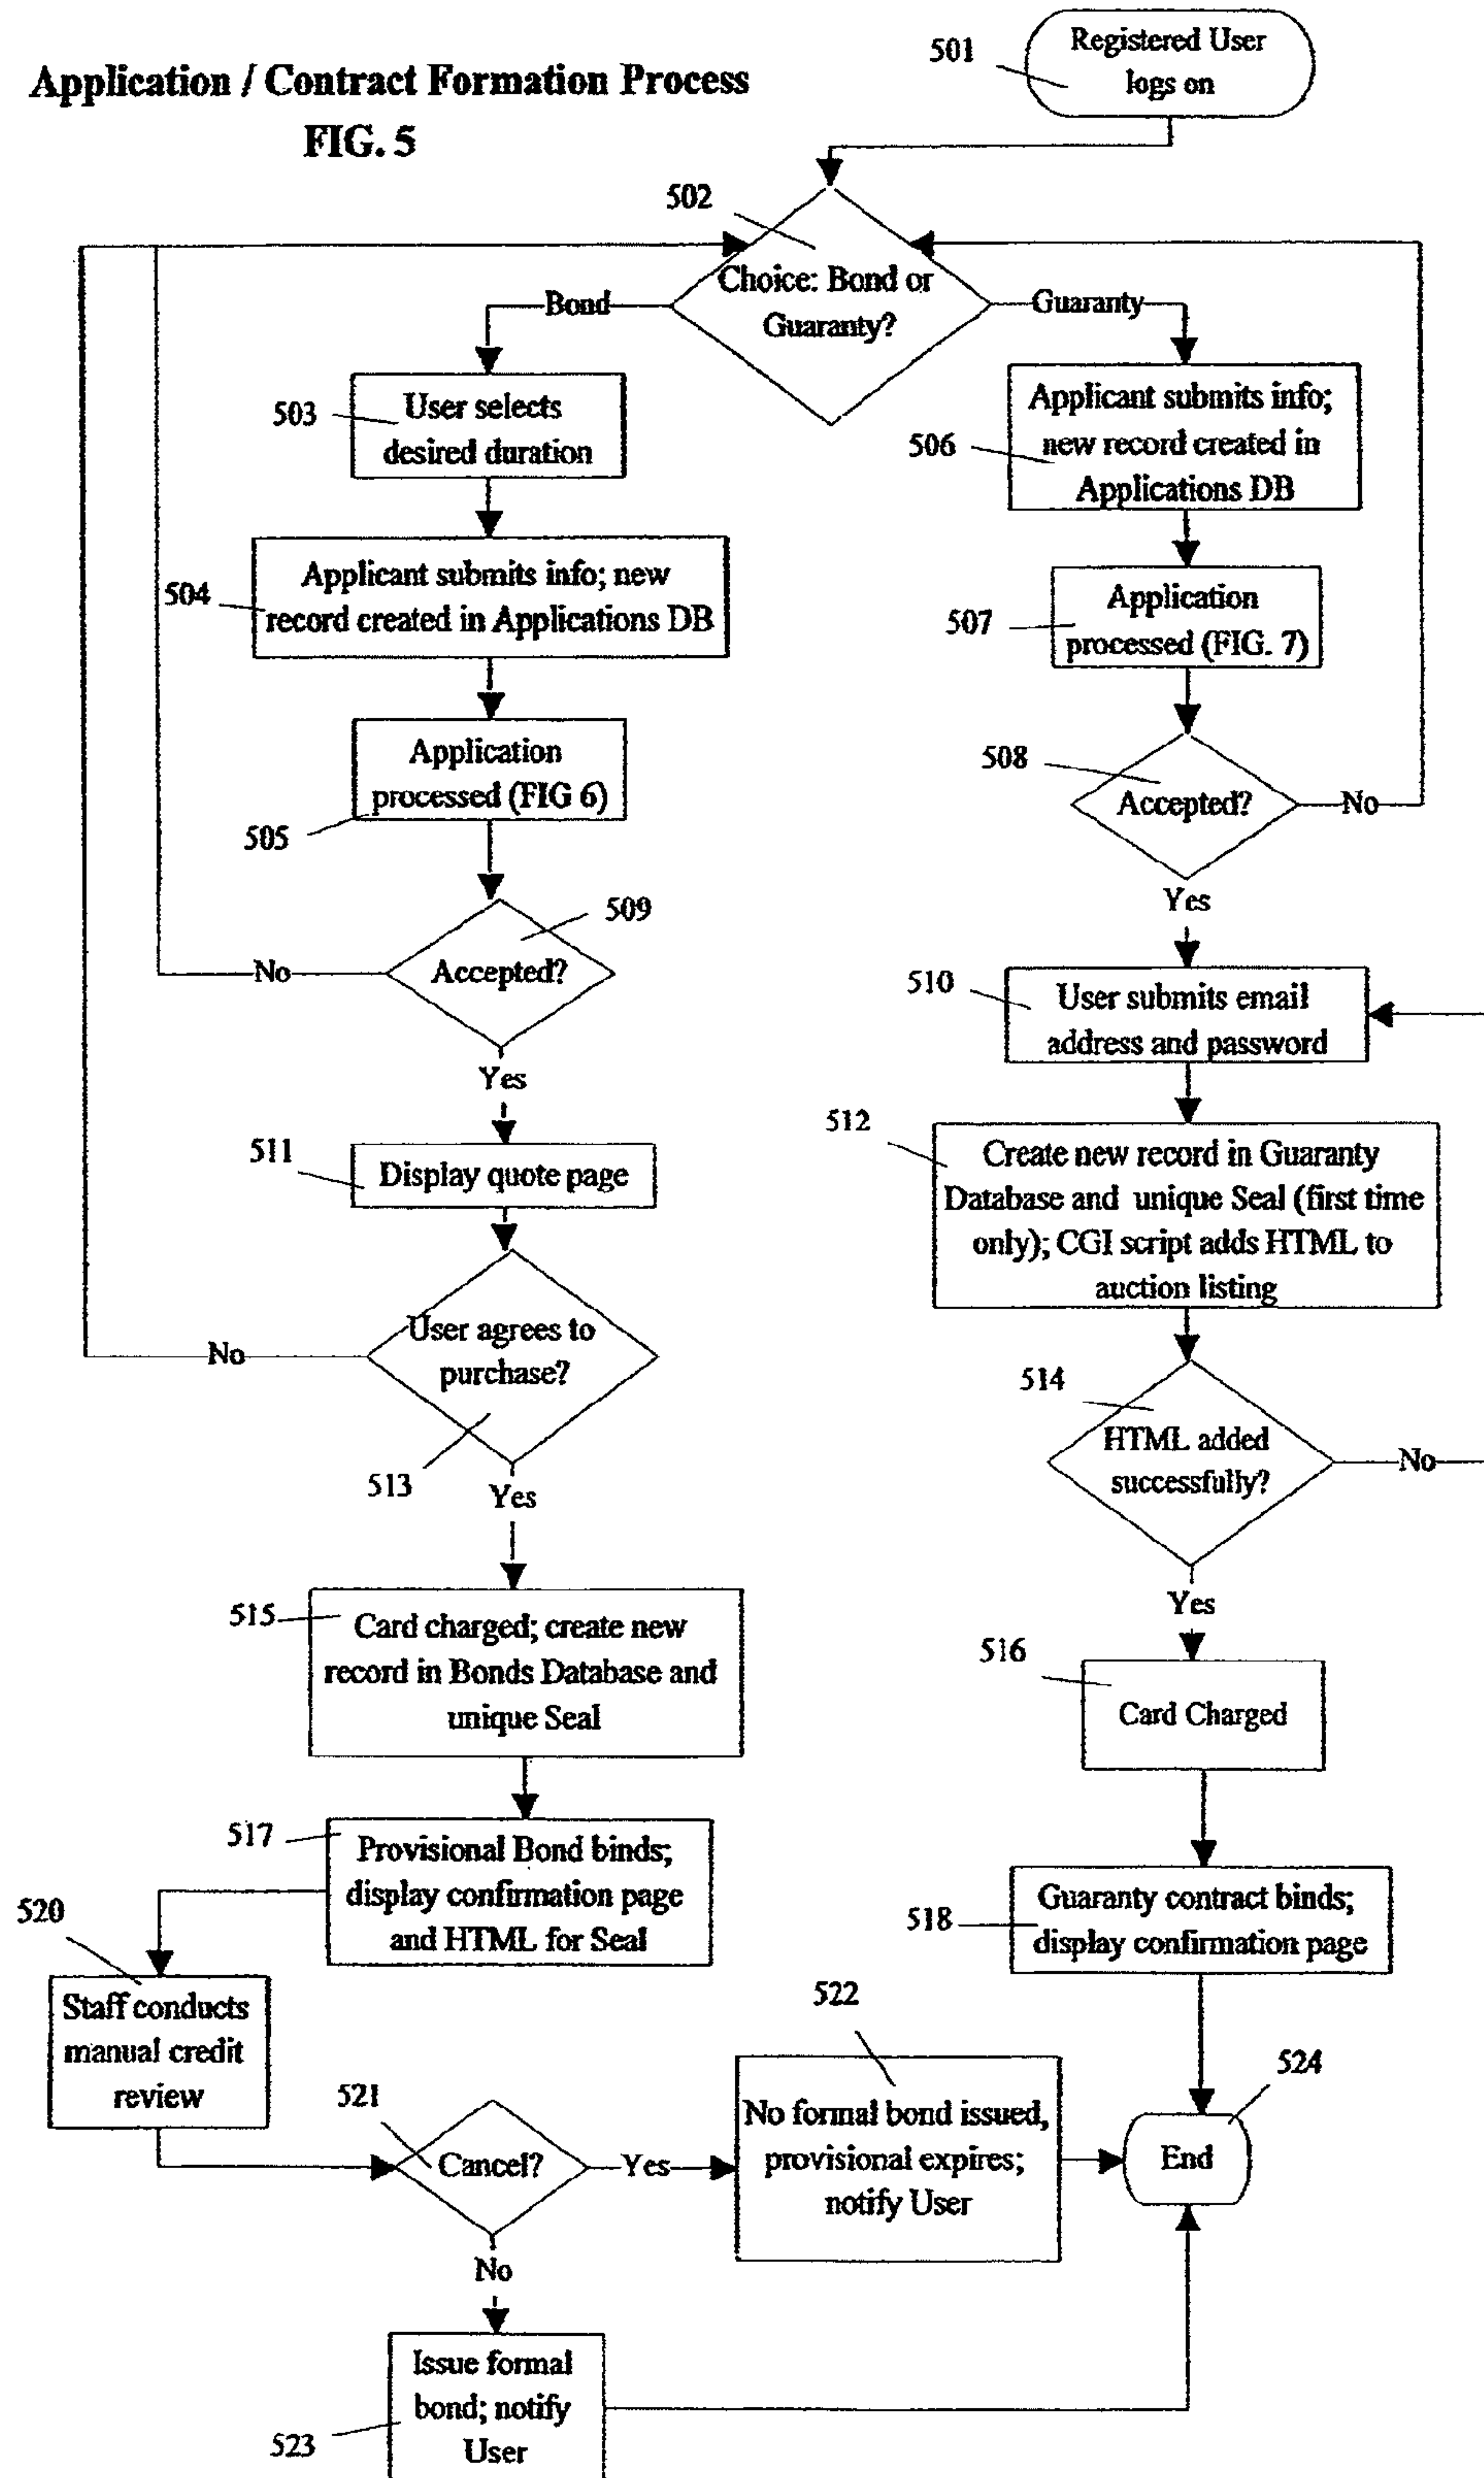 Application / Contract Formation Process
FIG. 5
501
Registered User
logs on
502
Choice: Bond or
Guaranty?
Bond
Guaranty
503
User selects
desired duration
506
Applicant submits info;
new record created in
Applications DB
504
Applicant submits info; new
record created in Applications DB
507
Application
processed (FIG. 7)
505
Application
processed (FIG 6)
508
Accepted?
No
Yes
509
Accepted?
No
Yes
510
User submits email
address and password
511
Display quote page
512
Create new record in Guaranty
Database and unique Seal (first time
only); CGI script adds HTML to
auction listing
513
User agrees to
purchase?
No
Yes
514
HTML added
successfully?
No
Yes
515
Card charged; create new
record in Bonds Database and
unique Seal
516
Card Charged
517
Provisional Bond binds;
display confirmation page
and HTML for Seal
518
Guaranty contract binds;
display confirmation page
520
Staff conducts
manual credit
review
521
Cancel?
Yes
No
522
No formal bond issued,
provisional expires;
notify User
524
End
523
Issue formal
bond; notify
User